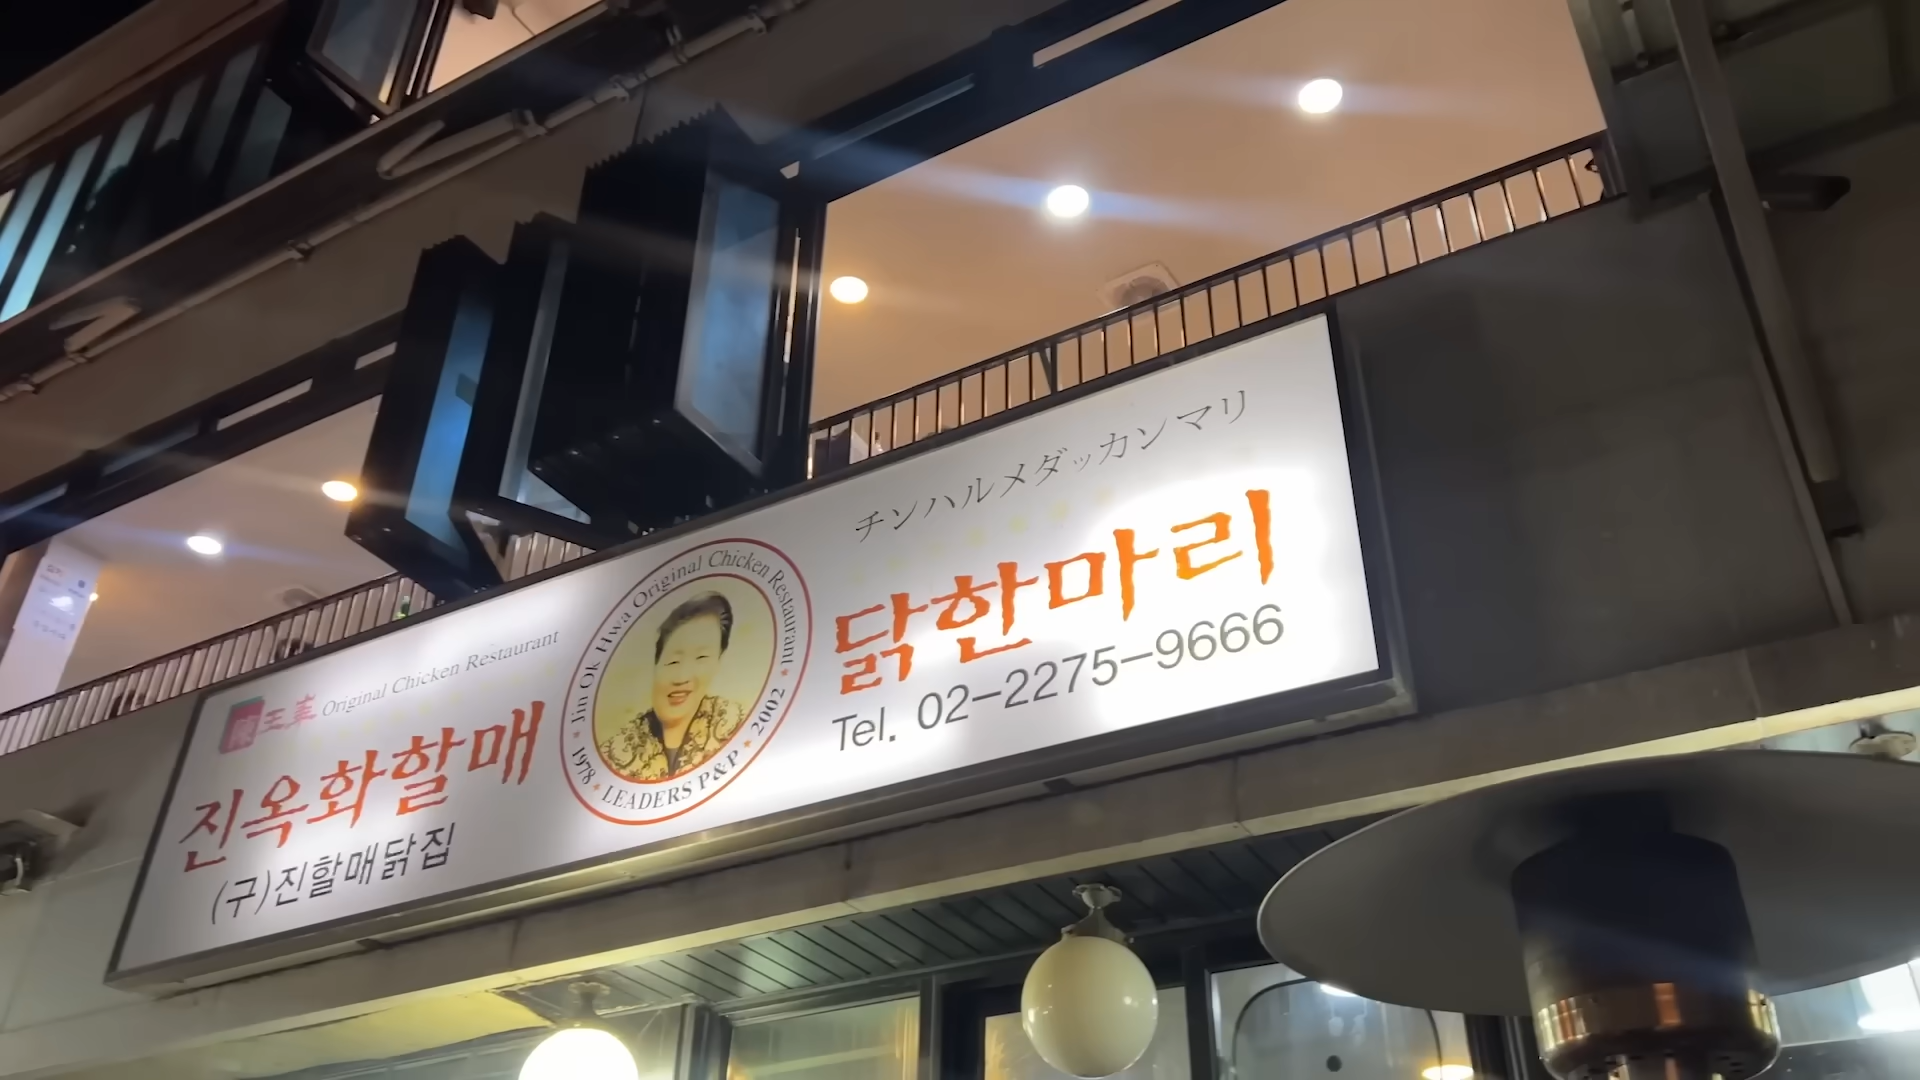 Original Chicken Restaurant
진옥화할매
(구)진할매닭집
Jin Ok Hwa Original Chicken Restaurant
1978 * LEADERS P&P * 2002
チンハルメダッカンマリ
닭한마리
Tel. 02-2275-9666